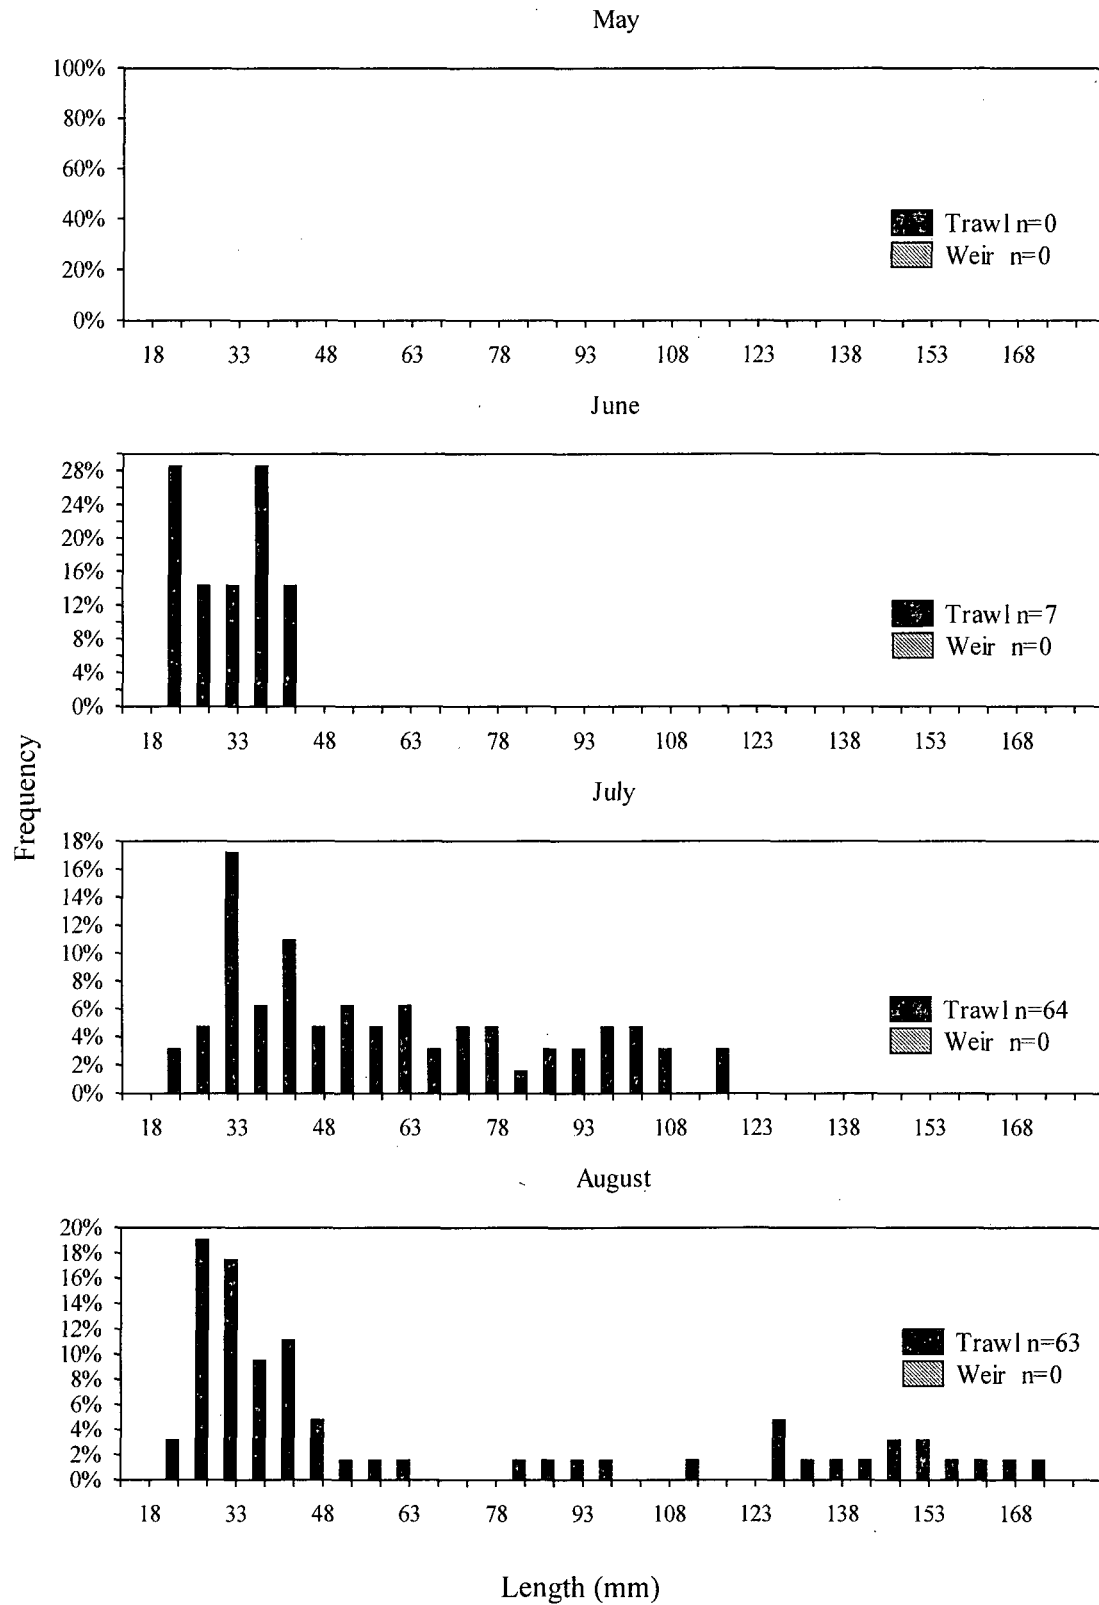 May
100%
80%
60%
40%
20%
0%
Trawl n=0
Weir n=0
18 33 48 63 78 93 108 123 138 153 168
June
28%
24%
20%
16%
12%
8%
4%
0%
Trawl n=7
Weir n=0
18 33 48 63 78 93 108 123 138 153 168
Frequency
July
18%
16%
14%
12%
10%
8%
6%
4%
2%
0%
Trawl n=64
Weir n=0
18 33 48 63 78 93 108 123 138 153 168
August
20%
18%
16%
14%
12%
10%
8%
6%
4%
2%
0%
Trawl n=63
Weir n=0
18 33 48 63 78 93 108 123 138 153 168
Length (mm)